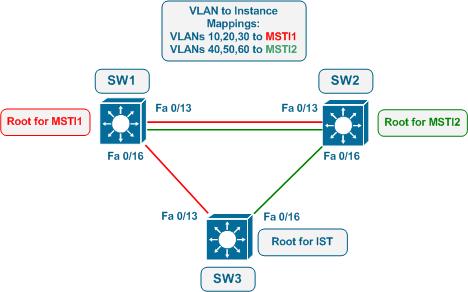 VLAN to Instance
Mappings:
VLANs 10,20,30 to MSTI1
VLANs 40,50,60 to MSTI2
SW1
SW2
Fa 0/13
Fa 0/13
Root for MSTI1
Root for MSTI2
Fa 0/16
Fa 0/16
Fa 0/13
Fa 0/16
Root for IST
SW3